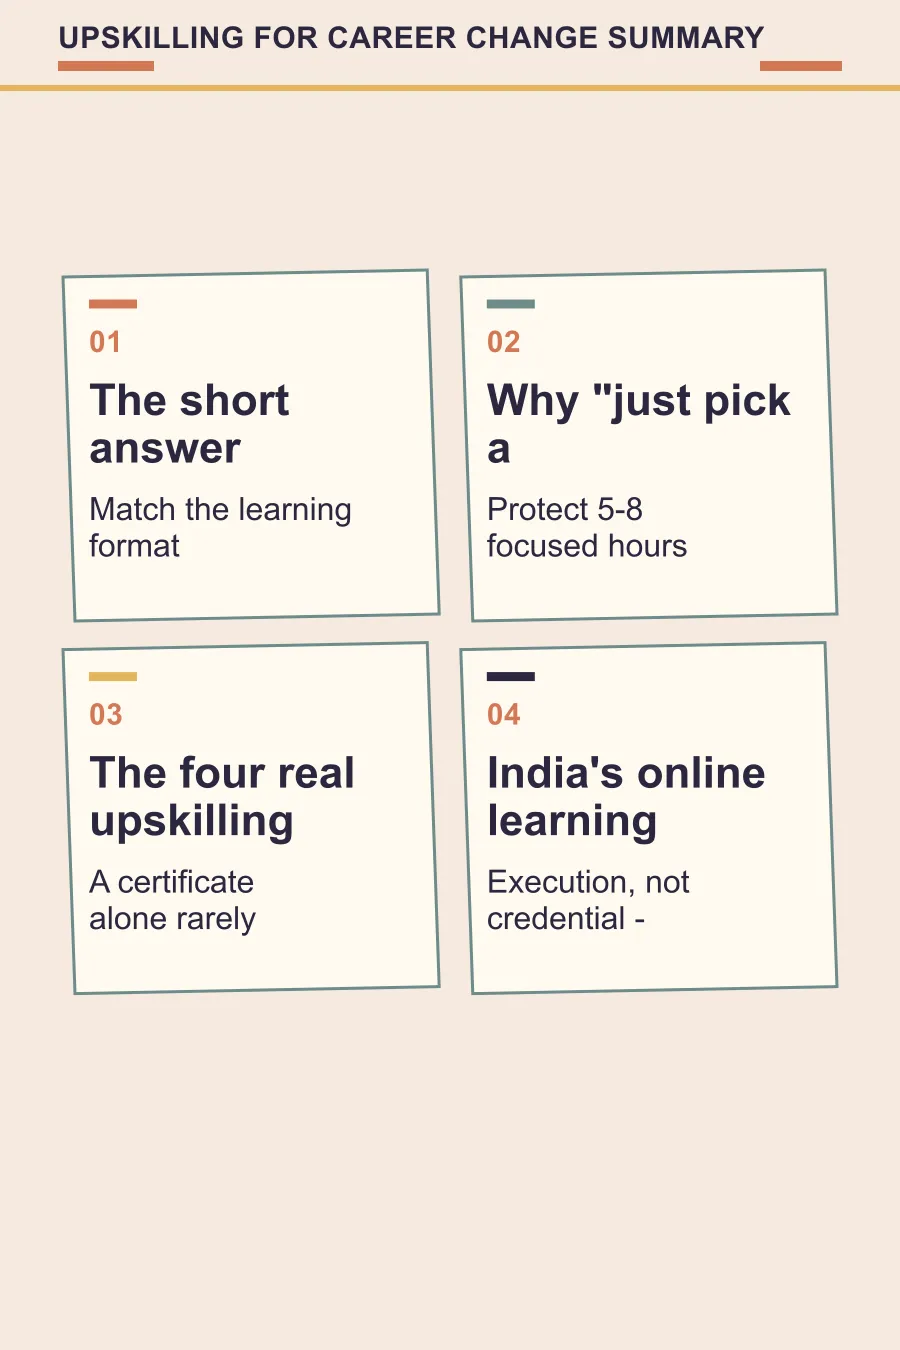 UPSKILLING FOR CAREER CHANGE SUMMARY
01
The short
answer
Match the learning
format
02
Why "just pick
a
Protect 5-8
focused hours
03
The four real
upskilling
A certificate
alone rarely
04
India's online
learning
Execution, not
credential -